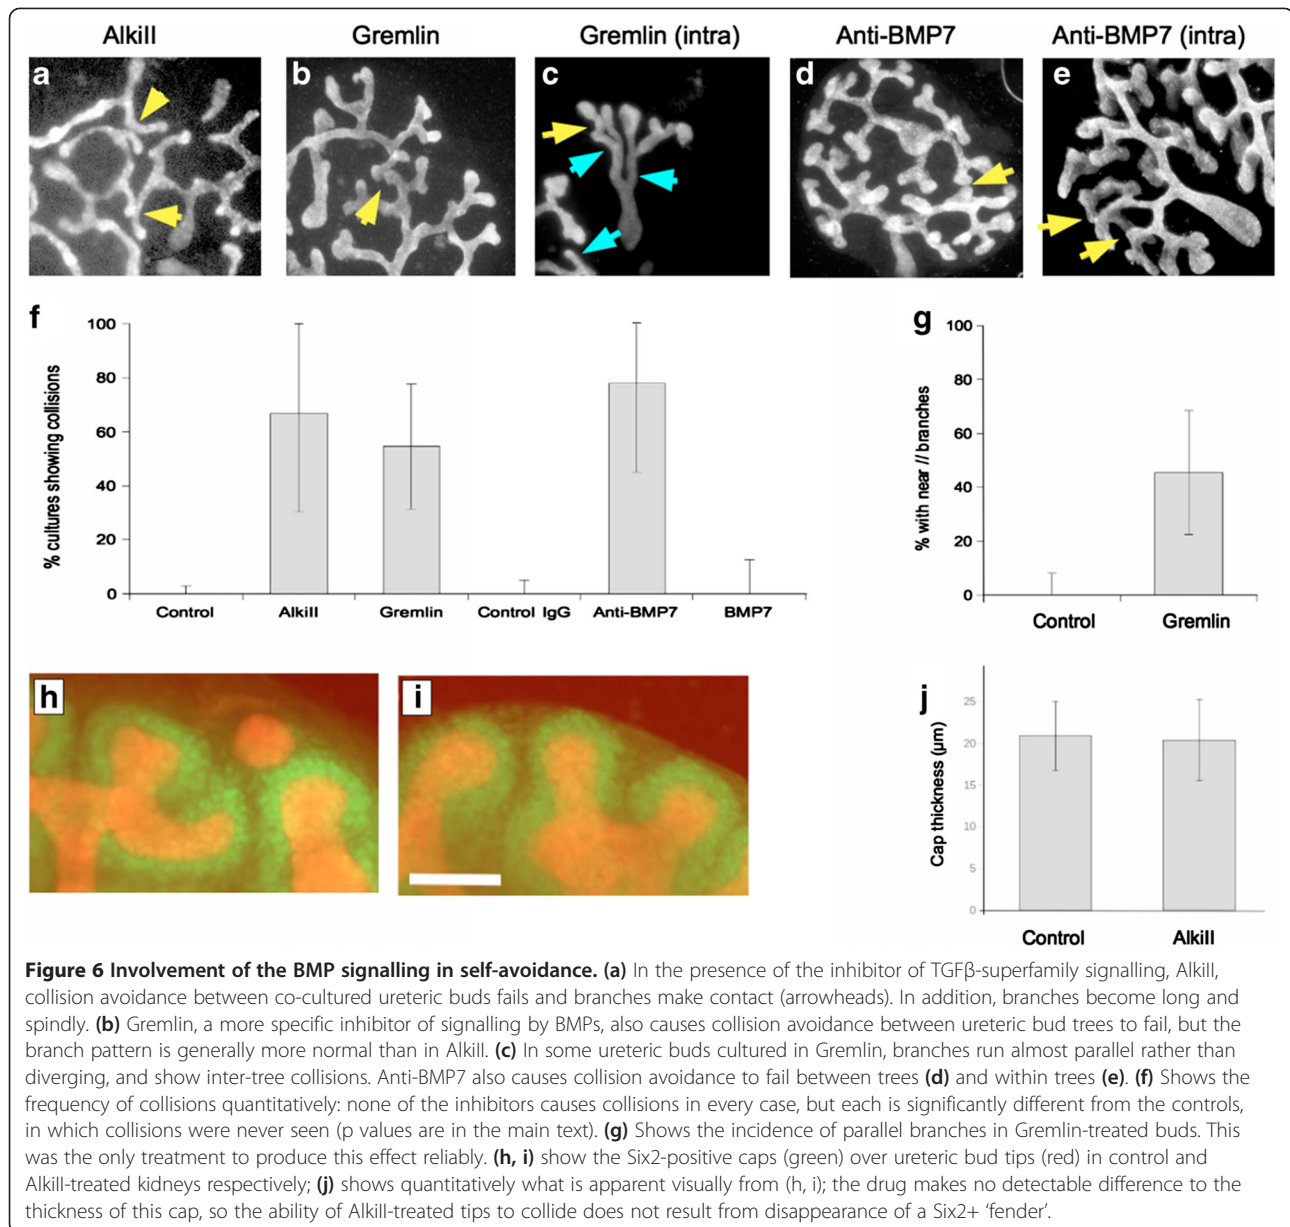 AlkiII Gremlin Gremlin (intra) Anti-BMP7 Anti-BMP7 (intra)
a b c d e
f
% cultures showing collisions
100
80
60
40
20
0
Control AlkiII Gremlin Control IgG Anti-BMP7 BMP7
g
% with near // branches
100
80
60
40
20
0
Control Gremlin
h i
j
Cap thickness (µm)
25
20
15
10
5
0
Control AlkiII
Figure 6 Involvement of the BMP signalling in self-avoidance. (a) In the presence of the inhibitor of TGFβ-superfamily signalling, AlkiII,
collision avoidance between co-cultured ureteric buds fails and branches make contact (arrowheads). In addition, branches become long and
spindly. (b) Gremlin, a more specific inhibitor of signalling by BMPs, also causes collision avoidance between ureteric bud trees to fail, but the
branch pattern is generally more normal than in AlkiII. (c) In some ureteric buds cultured in Gremlin, branches run almost parallel rather than
diverging, and show inter-tree collisions. Anti-BMP7 also causes collision avoidance to fail between trees (d) and within trees (e). (f) Shows the
frequency of collisions quantitatively: none of the inhibitors causes collisions in every case, but each is significantly different from the controls,
in which collisions were never seen (p values are in the main text). (g) Shows the incidence of parallel branches in Gremlin-treated buds. This
was the only treatment to produce this effect reliably. (h, i) show the Six2-positive caps (green) over ureteric bud tips (red) in control and
AlkiII-treated kidneys respectively; (j) shows quantitatively what is apparent visually from (h, i); the drug makes no detectable difference to the
thickness of this cap, so the ability of AlkiII-treated tips to collide does not result from disappearance of a Six2+ ‘fender’.